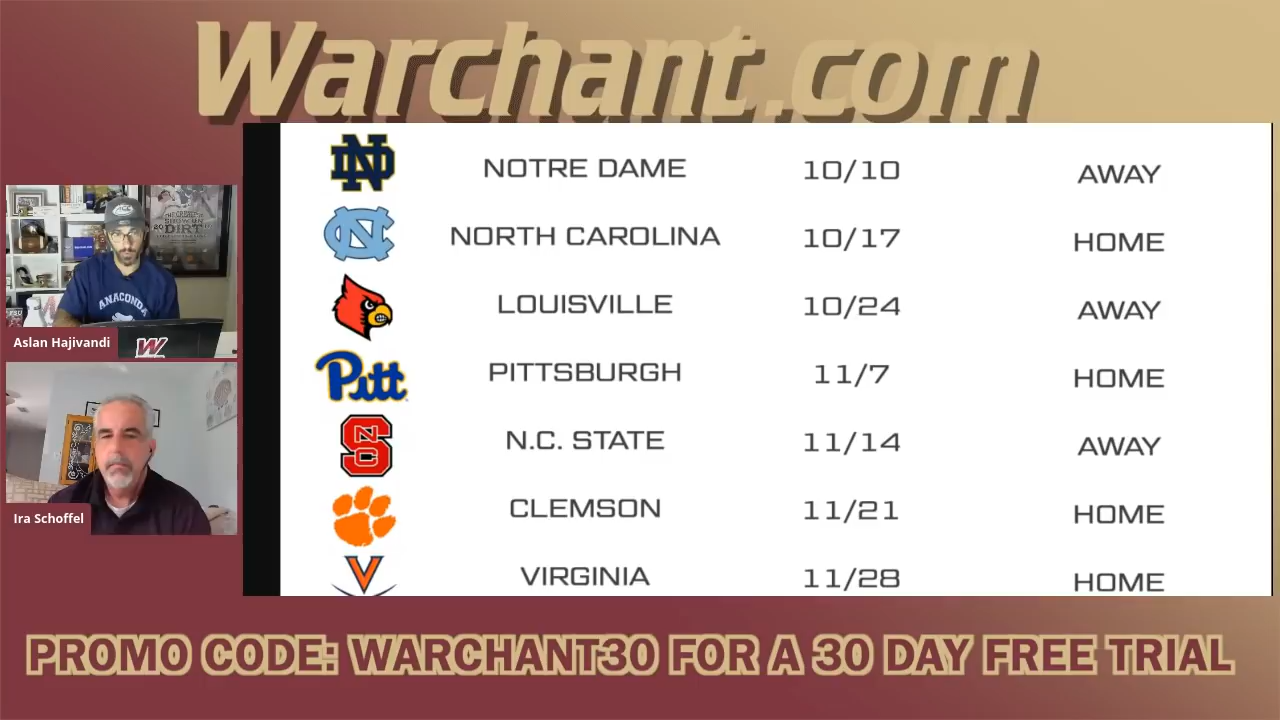 Warchant.com
NOTRE DAME 10/10 AWAY
NORTH CAROLINA 10/17 HOME
LOUISVILLE 10/24 AWAY
Pitt PITTSBURGH 11/7 HOME
N.C. STATE 11/14 AWAY
CLEMSON 11/21 HOME
VIRGINIA 11/28 HOME
ACC
DIRT
ANACONDA
Aslan Hajivandi
Ira Schoffel
PROMO CODE: WARCHANT30 FOR A 30 DAY FREE TRIAL